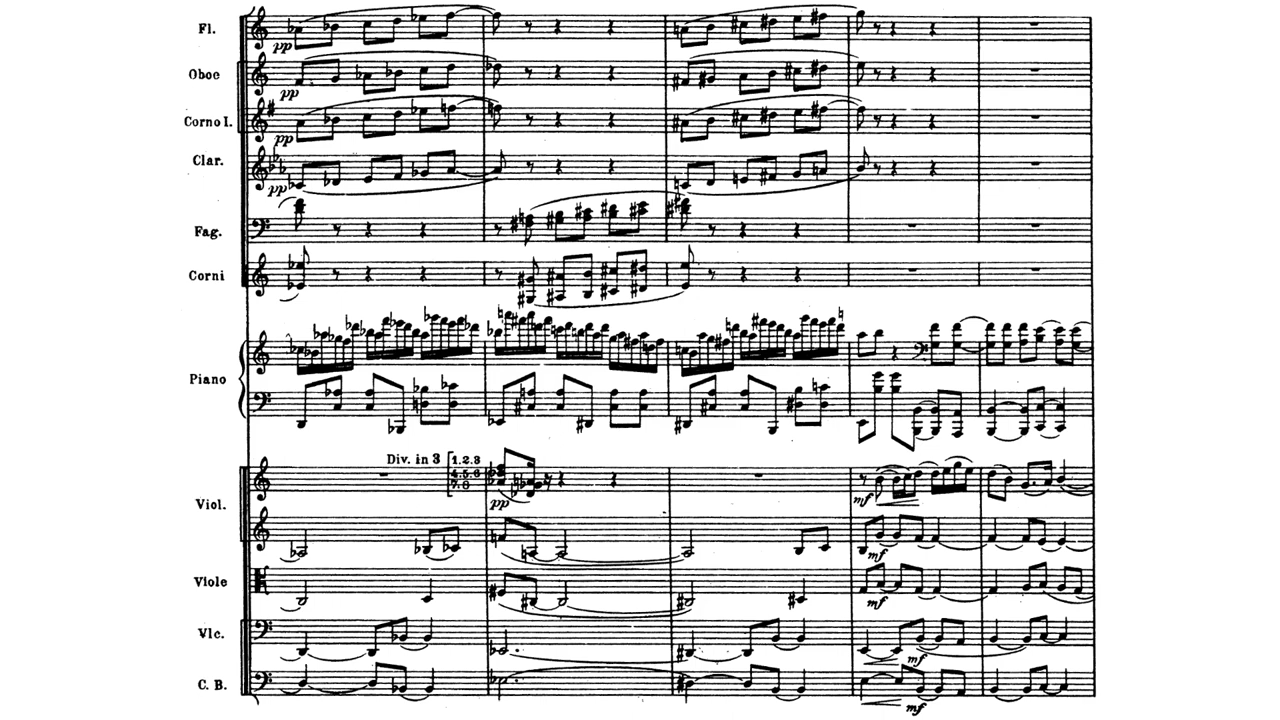 Fl.
pp
Oboe
pp
Corno I.
pp
Clar.
pp
Fag.
Corni
Piano
Div. in 3
1.2.3
4.5.6
7.8
pp
mf
Viol.
mf
Viole
mf
Vlc.
mf
C. B.
mf